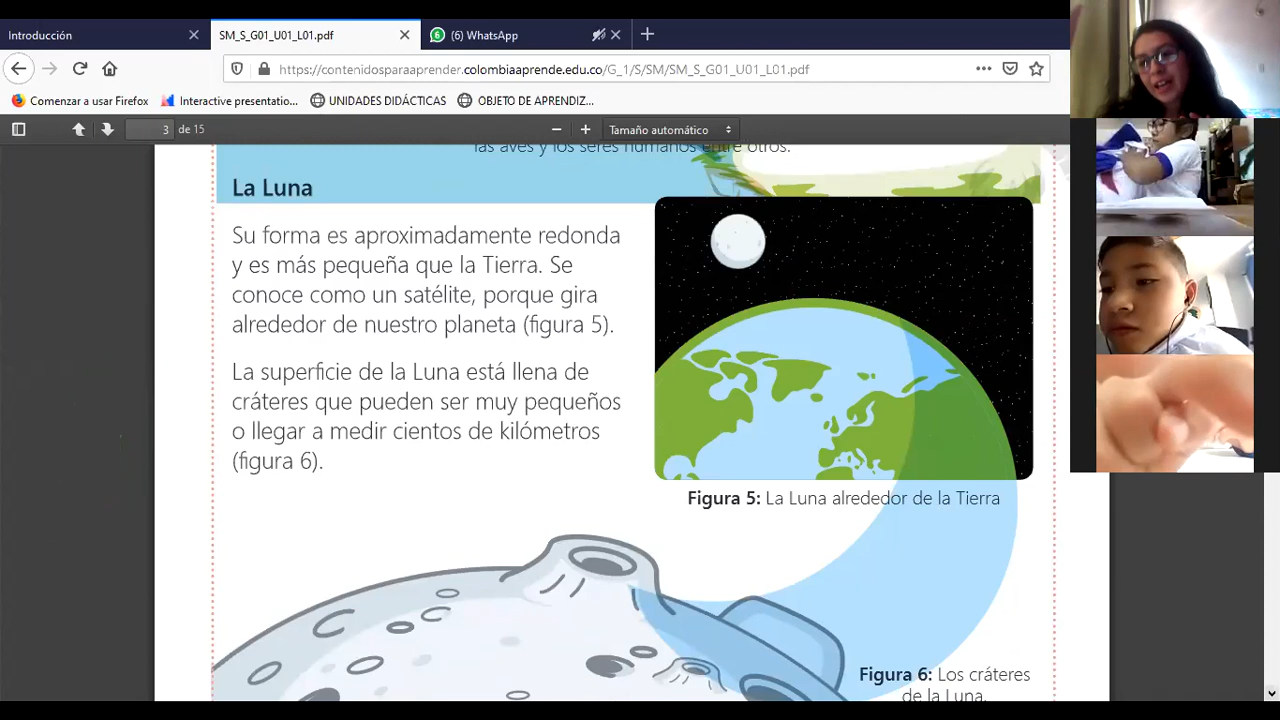 Introducción
SM_S_G01_U01_L01.pdf
6 (6) WhatsApp
https://contenidosparaaprender.colombiaaprende.edu.co/G_1/S/SM/SM_S_G01_U01_L01.pdf
Comenzar a usar Firefox
Interactive presentatio...
UNIDADES DIDÁCTICAS
OBJETO DE APRENDIZ...
3 de 15
Tamaño automático
las aves y los seres humanos entre otros.
La Luna
Su forma es aproximadamente redonda
y es más pequeña que la Tierra. Se
conoce como un satélite, porque gira
alrededor de nuestro planeta (figura 5).
La superficie de la Luna está llena de
cráteres que pueden ser muy pequeños
o llegar a medir cientos de kilómetros
(figura 6).
Figura 5: La Luna alrededor de la Tierra
Figura 6: Los cráteres
de la Luna.